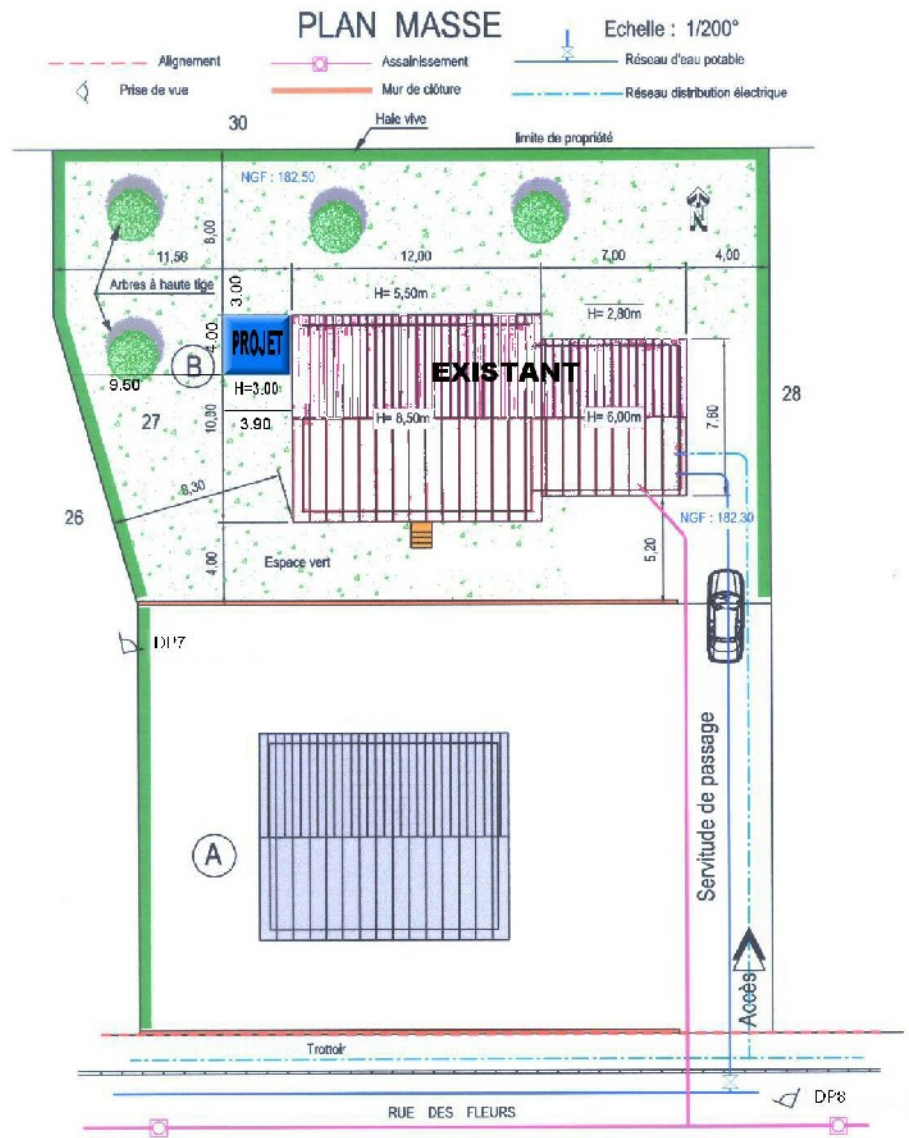 PLAN MASSE
Echelle : 1/200°
Alignement
Assainissement
Réseau d'eau potable
Prise de vue
Mur de clôture
Réseau distribution électrique
30
Haie vive
limite de propriété
NGF : 182,50
N
8,00
11,56
12,00
7,00
4,00
Arbres à haute tige
3.00
H= 5,50m
H= 2,80m
4.00
PROJET
B
EXISTANT
9.50
H=3.00
10,00
28
27
3.90
H= 8,50m
H= 6,00m
7,60
8,30
26
NGF : 182,30
4,00
Espace vert
5,20
DP7
Servitude de passage
A
Accès
Trottoir
DP8
RUE DES FLEURS